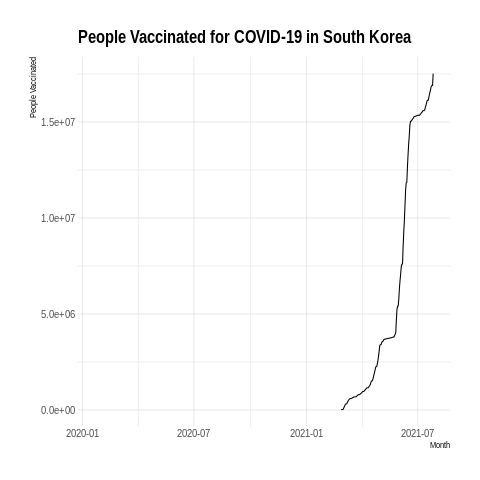 People Vaccinated for COVID-19 in South Korea
People Vaccinated
1.5e+07
1.0e+07
5.0e+06
0.0e+00
2020-01
2020-07
2021-01
2021-07
Month